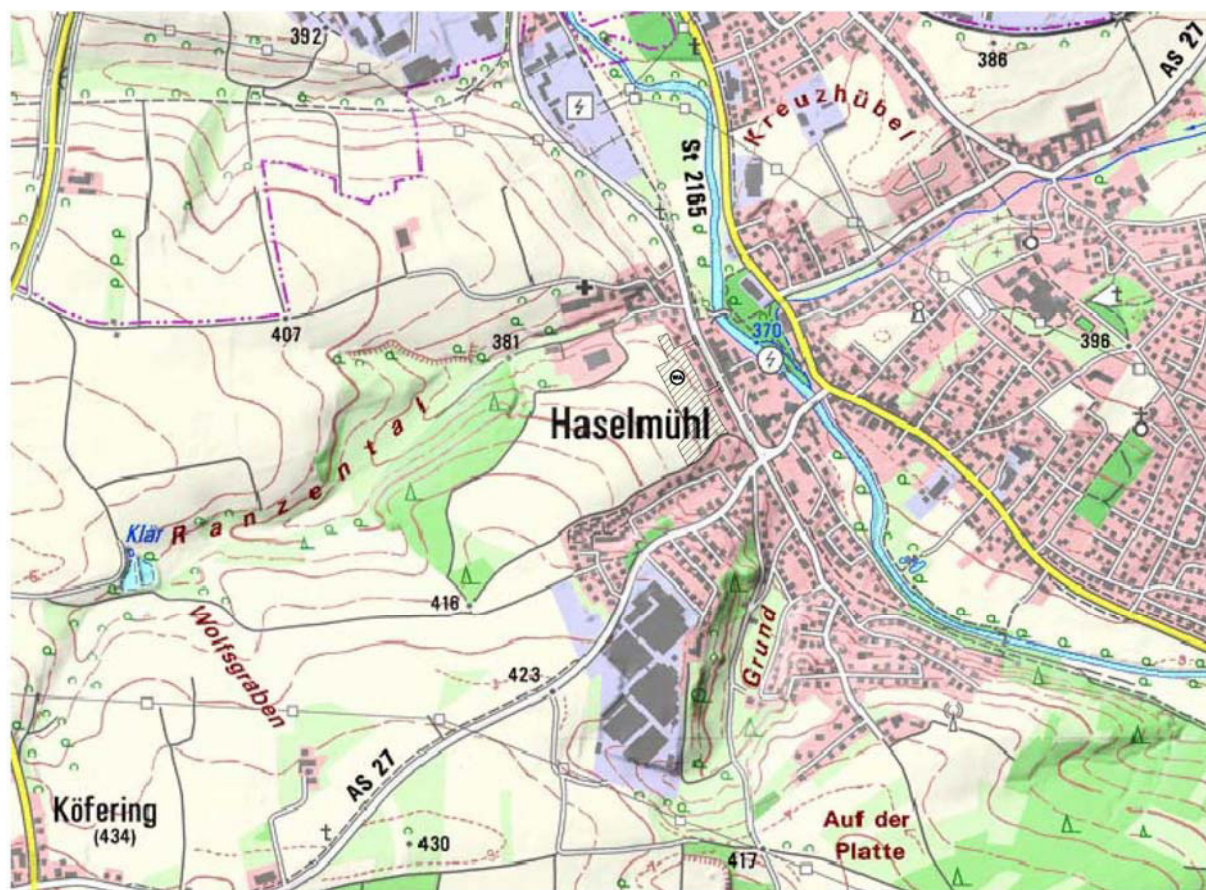 392
386
AS 27
Kreuzhübel
St 2165
407
381
370
396
WA
Haselmühl
Ranzental
Klär
416
Wolfsgraben
Grund
423
AS 27
Köfering
(434)
430
Auf der
Platte
417